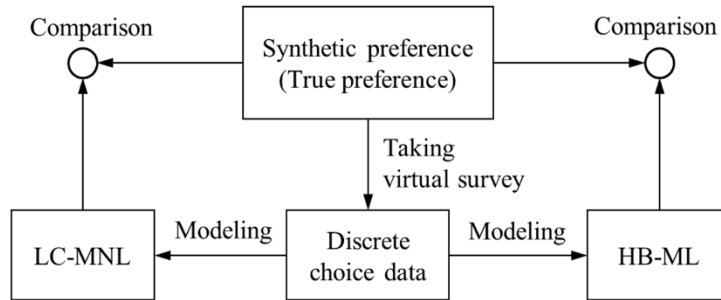 Comparison
Comparison
Synthetic preference
(True preference)
Taking
virtual survey
Modeling
Modeling
LC-MNL
Discrete
choice data
HB-ML